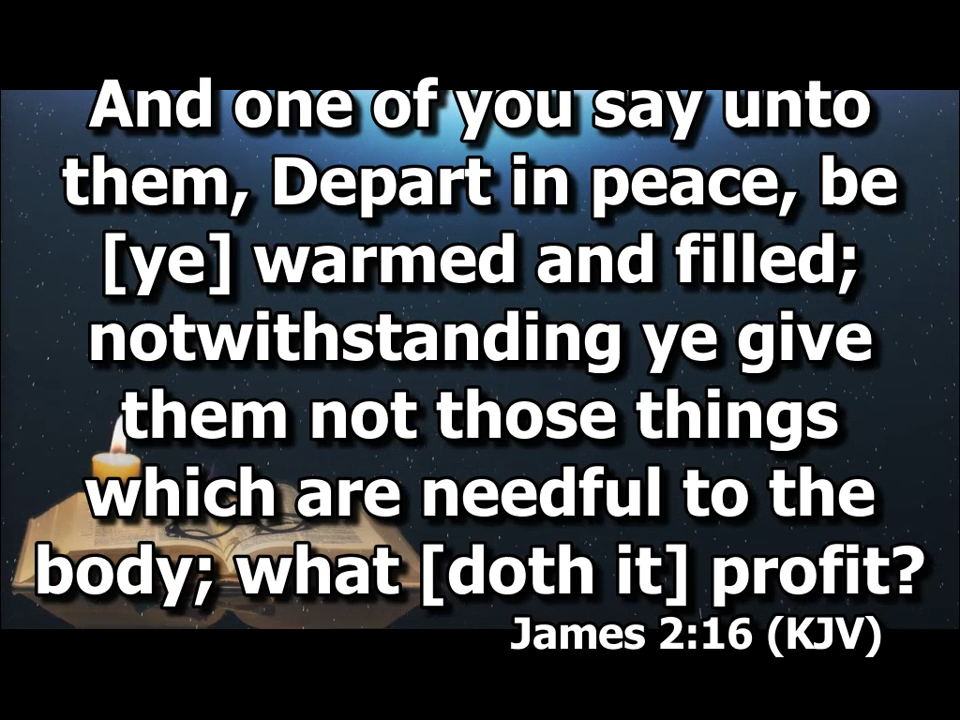 And one of you say unto
them, Depart in peace, be
[ye] warmed and filled;
notwithstanding ye give
them not those things
which are needful to the
body; what [doth it] profit?
James 2:16 (KJV)